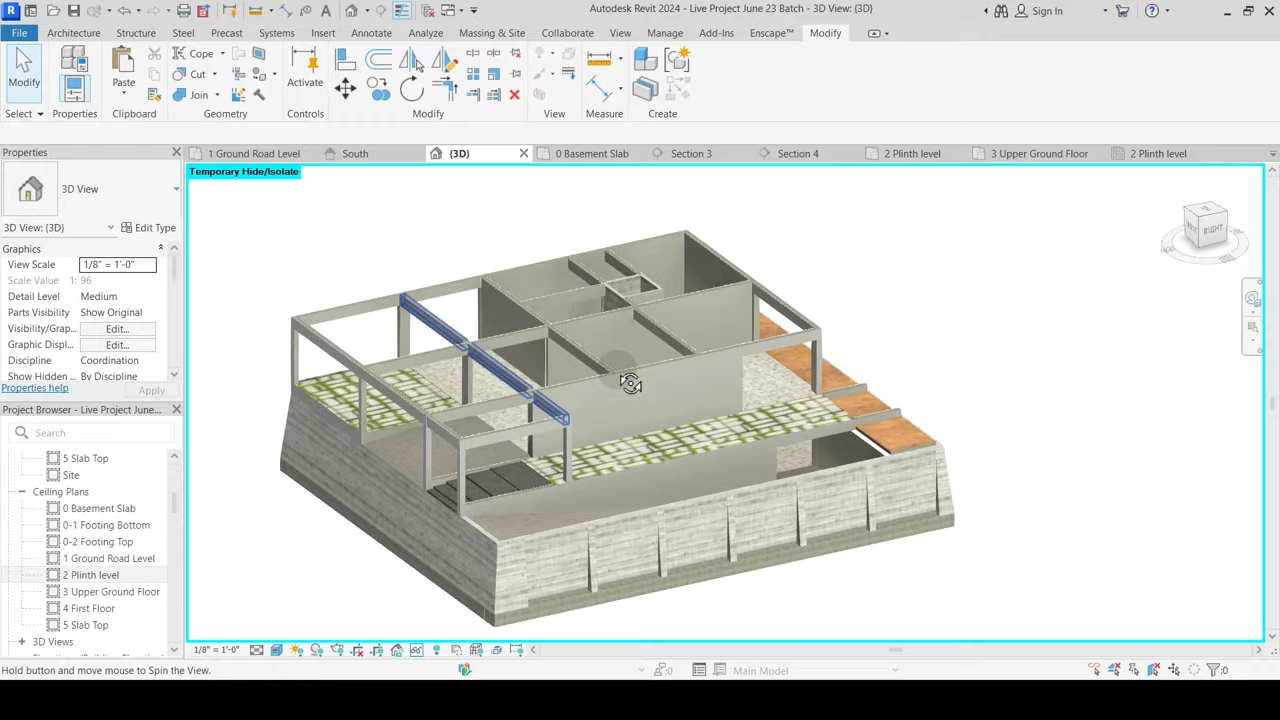 Autodesk Revit 2024 - Live Project June 23 Batch - 3D View: {3D}
Sign In
File Architecture Structure Steel Precast Systems Insert Annotate Analyze Massing & Site Collaborate View Manage Add-Ins Enscape™ Modify
Modify Paste Cope Cut Join Activate
Select Properties Clipboard Geometry Controls Modify View Measure Create
Properties
1 Ground Road Level South {3D} 0 Basement Slab Section 3 Section 4 2 Plinth level 3 Upper Ground Floor 2 Plinth level
Temporary Hide/Isolate
3D View
3D View: {3D} Edit Type
Graphics
View Scale 1/8" = 1'-0"
Scale Value 1: 96
Detail Level Medium
Parts Visibility Show Original
Visibility/Grap... Edit...
Graphic Displ... Edit...
Discipline Coordination
Show Hidden By Discipline
Properties help Apply
Project Browser - Live Project June...
Search
5 Slab Top
Site
Ceiling Plans
0 Basement Slab
0-1 Footing Bottom
0-2 Footing Top
1 Ground Road Level
2 Plinth level
3 Upper Ground Floor
4 First Floor
5 Slab Top
3D Views
RIGHT
1/8" = 1'-0"
Hold button and move mouse to Spin the View.
:0
Main Model
:0